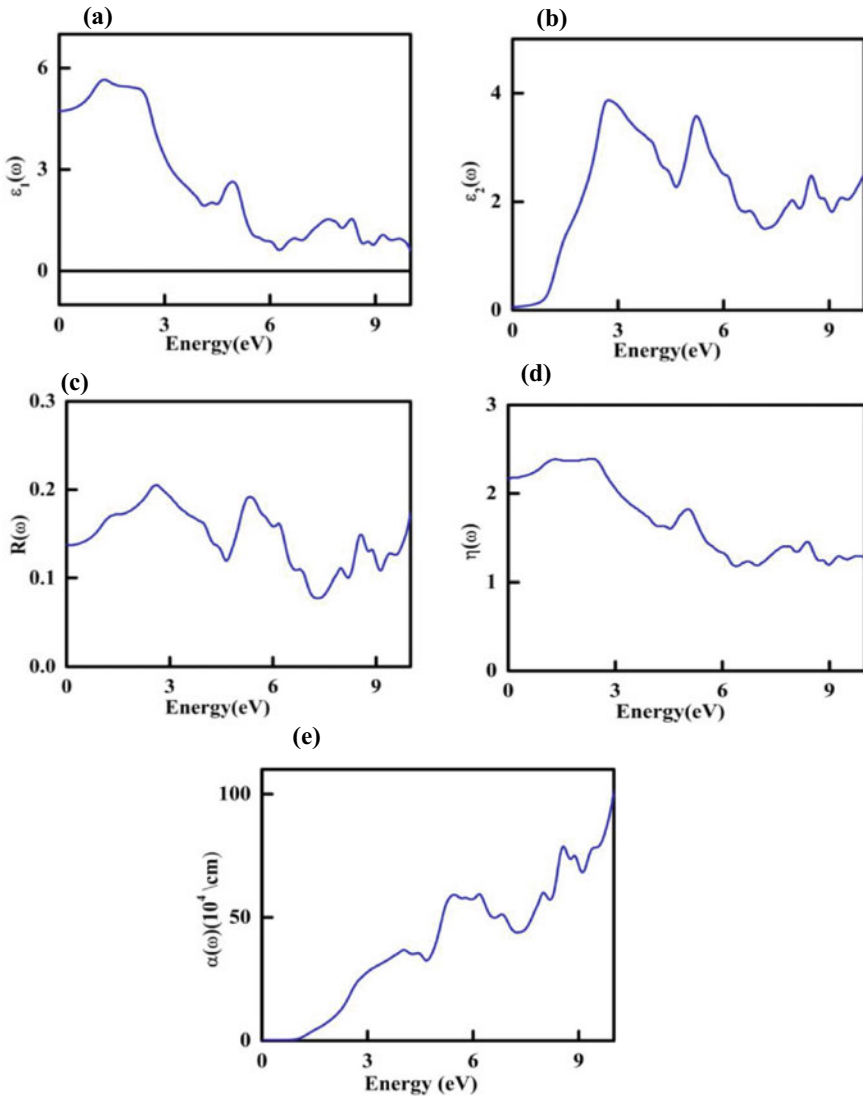 (a)
6
3
0
ε₁(ω)
0 3 6 9
Energy(eV)
(b)
4
2
0
ε₂(ω)
0 3 6 9
Energy(eV)
(c)
0.3
0.2
0.1
0.0
R(ω)
0 3 6 9
Energy(eV)
(d)
3
2
1
0
η(ω)
0 3 6 9
Energy(eV)
(e)
100
50
0
α(ω)(10⁴ \cm)
0 3 6 9
Energy (eV)